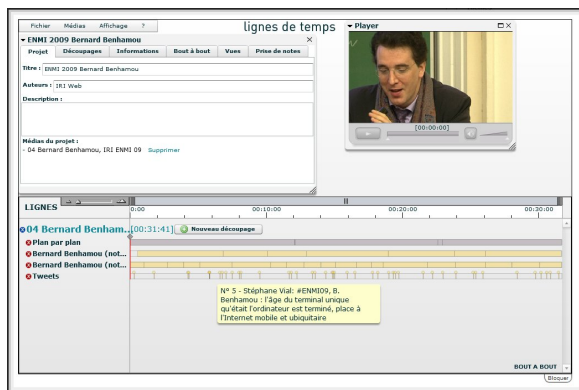 Fichier Médias Affichage ?
lignes de temps
ENMI 2009 Bernard Benhamou
Projet Découpages Informations Bout à bout Vues Prise de notes
Titre : ENMI 2009 Bernard Benhamou
Auteurs : IRI Web
Description :
Médias du projet :
- 04 Bernard Benhamou, IRI ENMI 09 Supprimer
Player
[00:00:00]
LIGNES
0:00 00:10:00 00:20:00 00:30:00
04 Bernard Benham...[00:31:41] Nouveau découpage
Plan par plan
Bernard Benhamou (not...
Bernard Benhamou (not...
Tweets
N° 5 - Stéphane Vial: #ENMI09, B.
Benhamou : l'âge du terminal unique
qu'était l'ordinateur est terminé, place à
l'Internet mobile et ubiquitaire
BOUT A BOUT
Bloquer